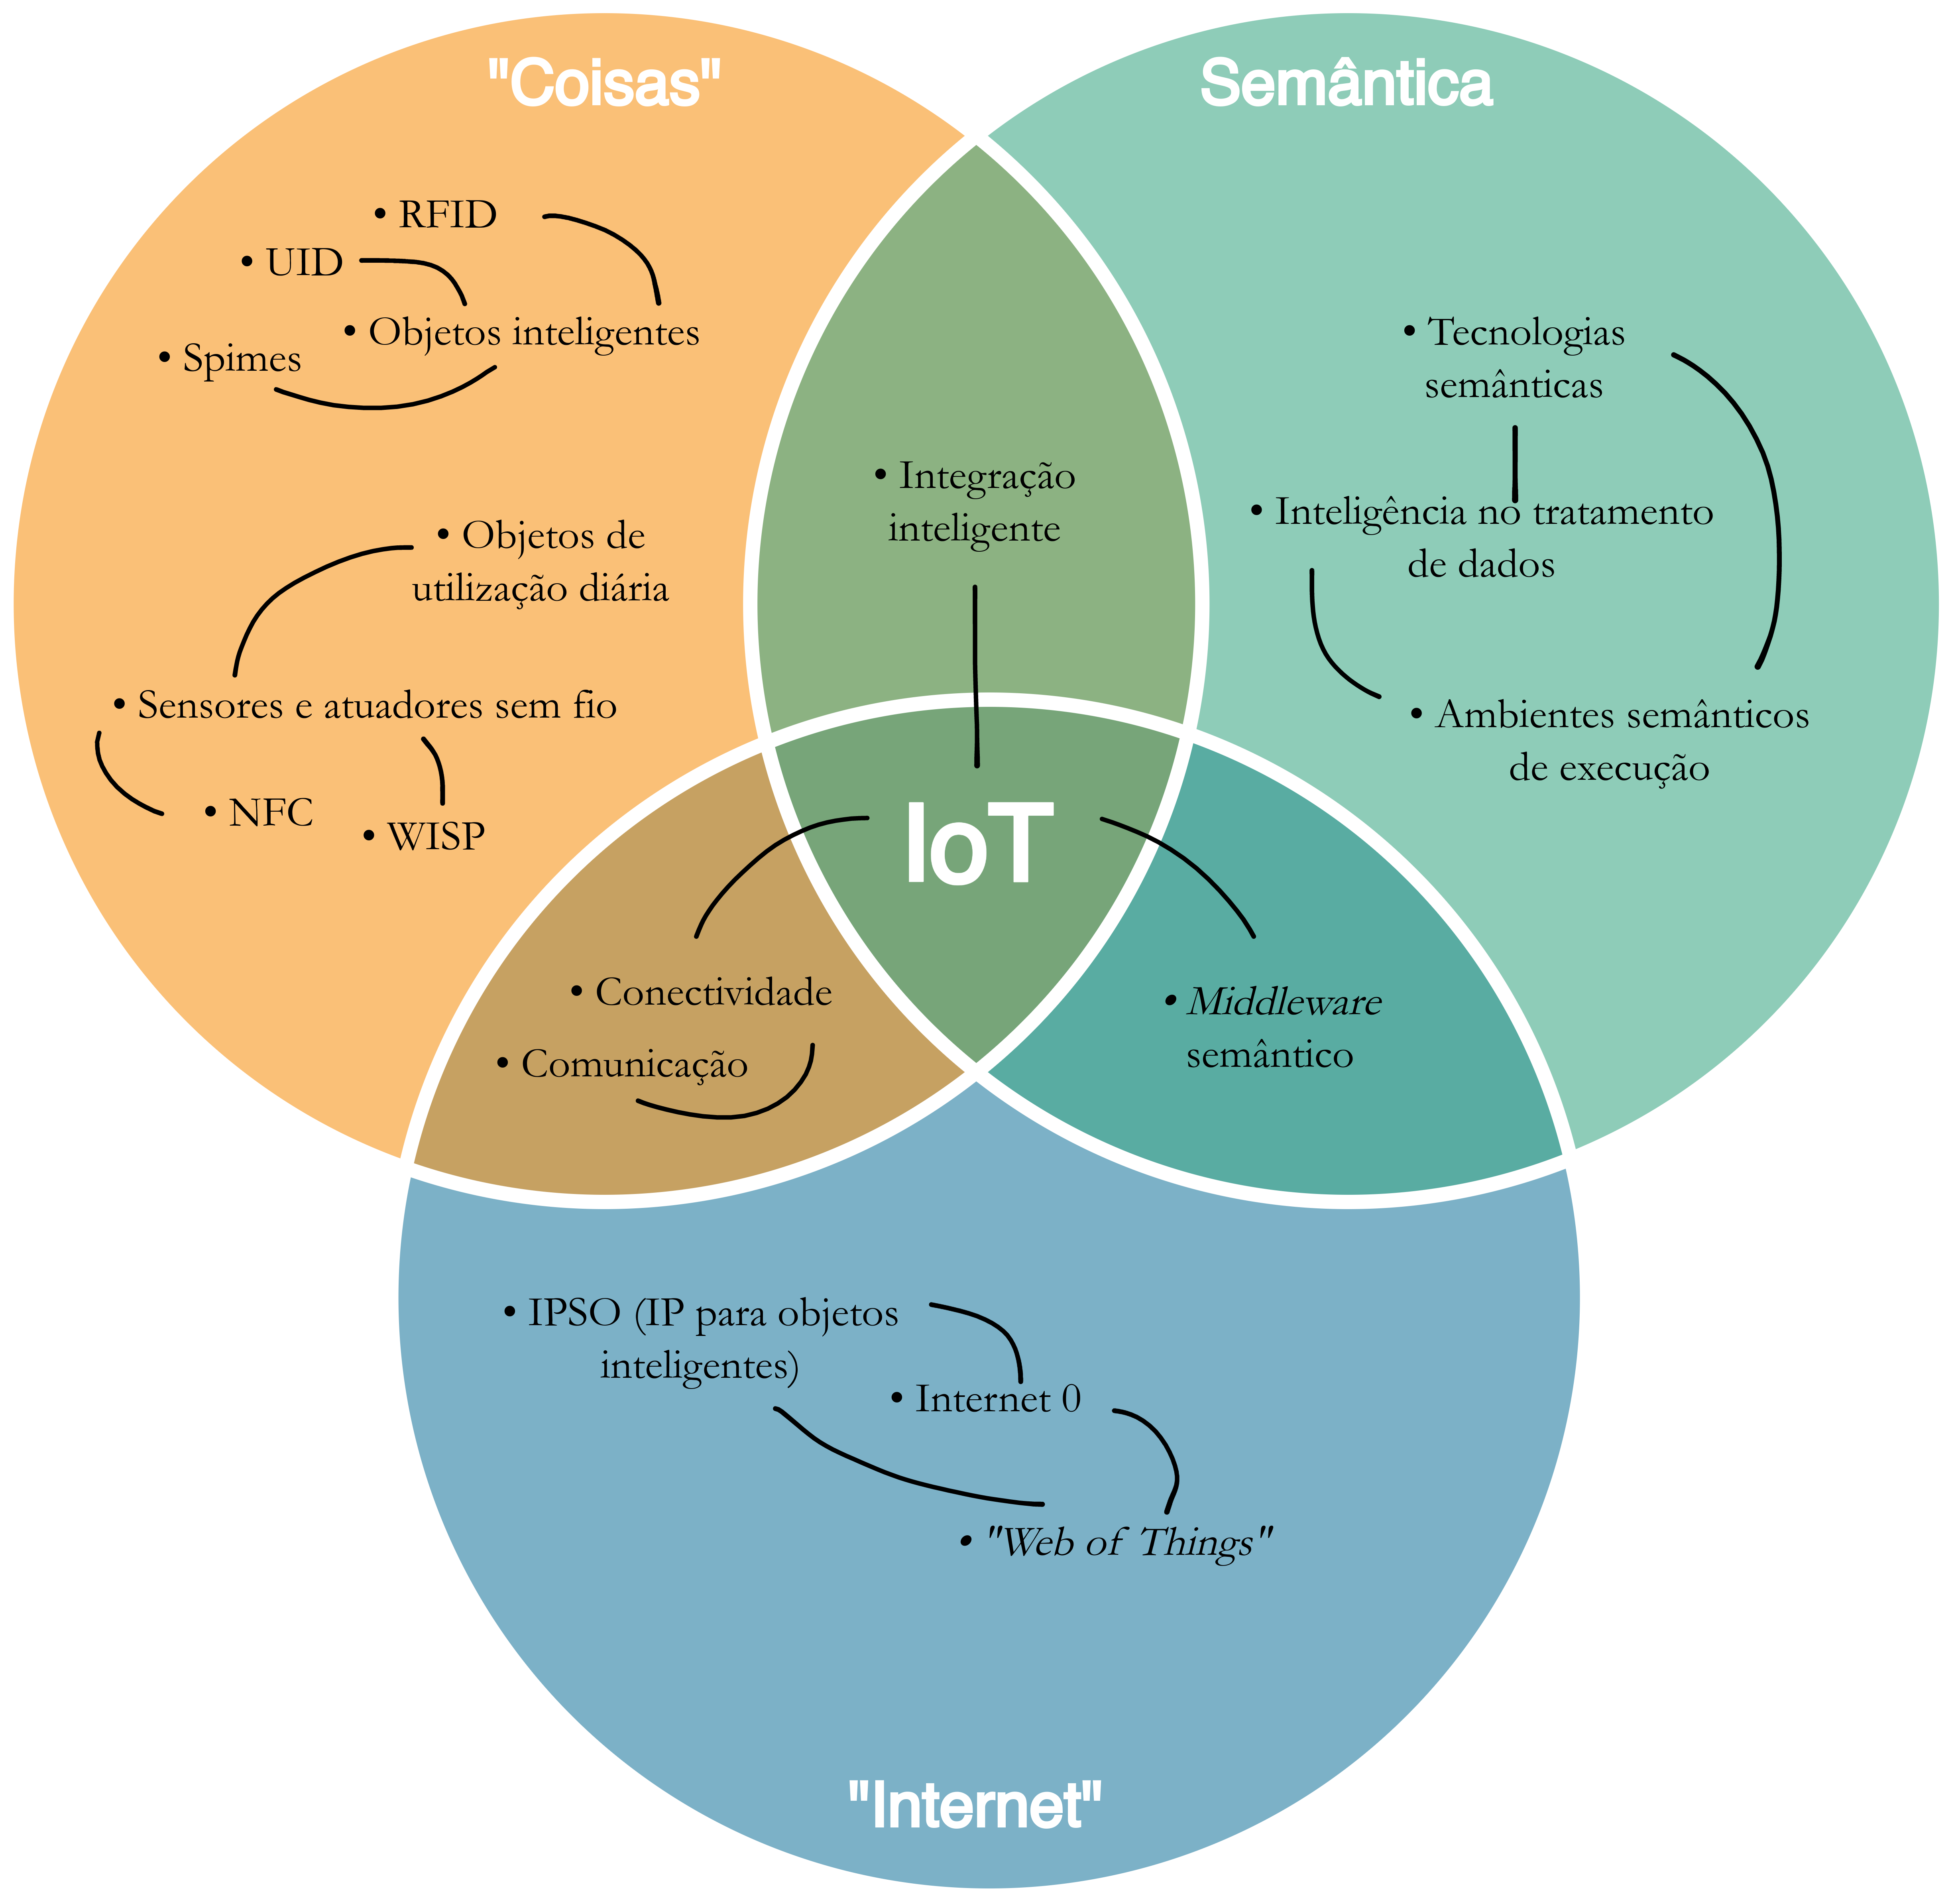 "Coisas"
• RFID
• UID
• Objetos inteligentes
• Spimes
• Objetos de
utilização diária
• Sensores e atuadores sem fio
• NFC
• WISP
Semântica
• Tecnologias
semânticas
• Inteligência no tratamento
de dados
• Ambientes semânticos
de execução
• Integração
inteligente
IoT
• Conectividade
• Comunicação
• Middleware
semântico
• IPSO (IP para objetos
inteligentes)
• Internet 0
• "Web of Things"
"Internet"